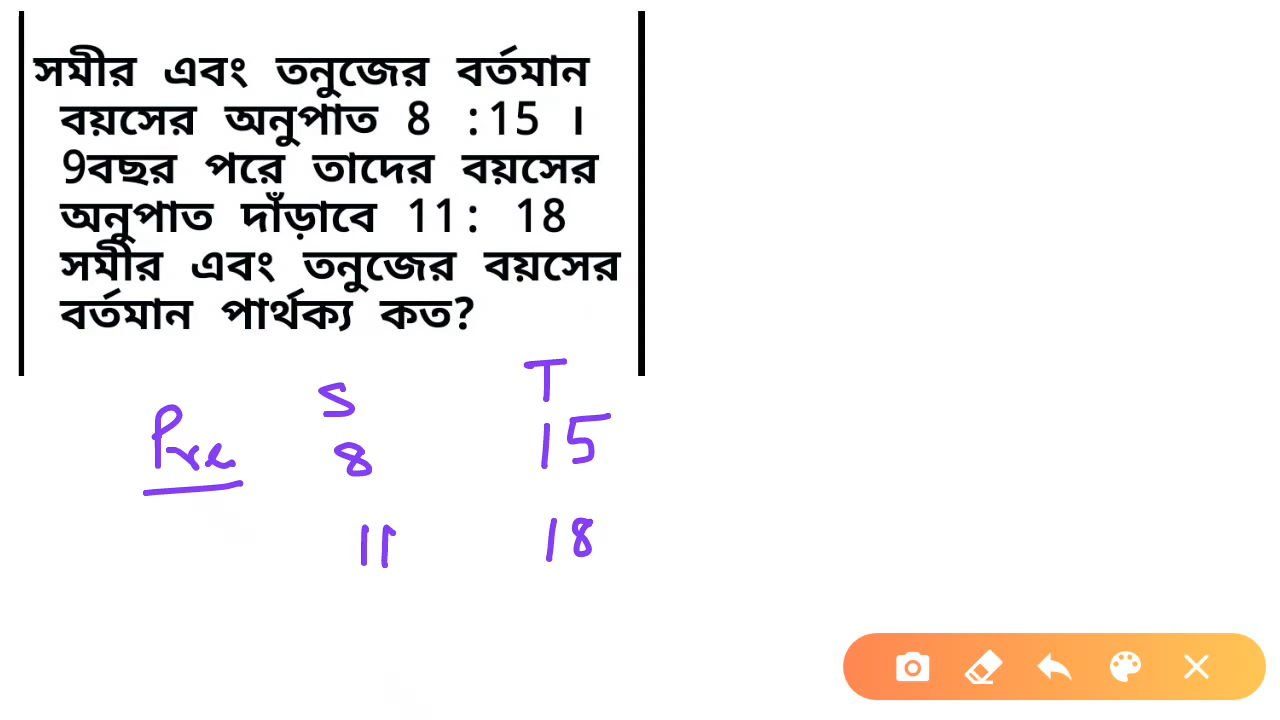 সমীর এবং তনুজের বর্তমান
বয়সের অনুপাত 8 :15 ।
9বছর পরে তাদের বয়সের
অনুপাত দাঁড়াবে 11: 18
সমীর এবং তনুজের বয়সের
বর্তমান পার্থক্য কত?
S T
Pre 8 15
11 18